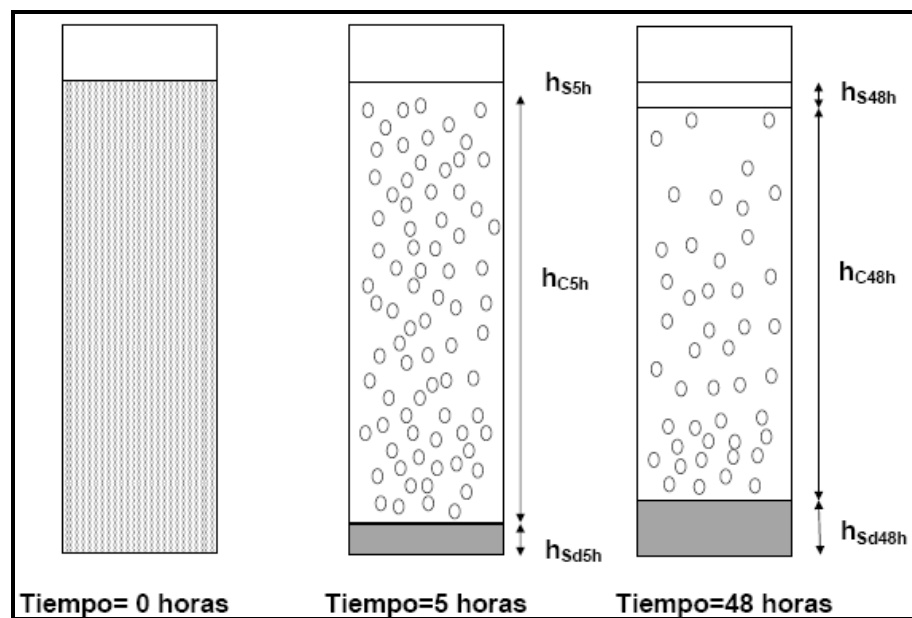 hS5h
hC5h
hSd5h
hS48h
hC48h
hSd48h
Tiempo= 0 horas
Tiempo=5 horas
Tiempo=48 horas